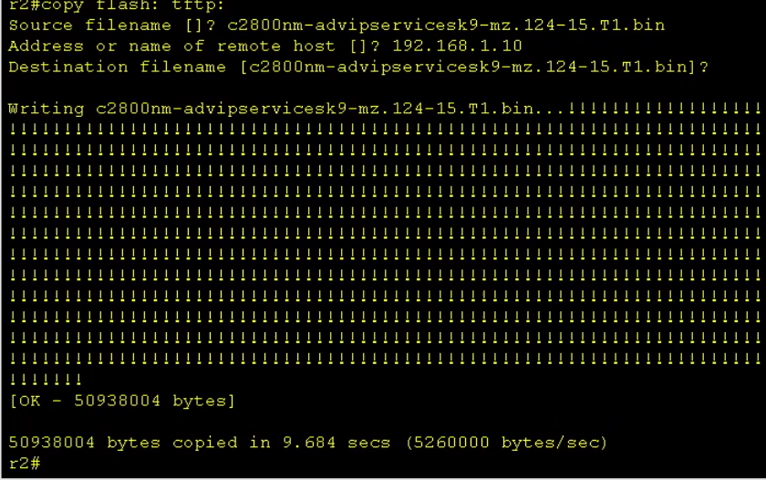 r2#copy flash: tftp:
Source filename []? c2800nm-advipservicesk9-mz.124-15.T1.bin
Address or name of remote host []? 192.168.1.10
Destination filename [c2800nm-advipservicesk9-mz.124-15.T1.bin]?
Writing c2800nm-advipservicesk9-mz.124-15.T1.bin...!!!!!!!!!!!!!!!!!!
!!!!!!!!!!!!!!!!!!!!!!!!!!!!!!!!!!!!!!!!!!!!!!!!!!!!!!!!!!!!!!!!!!!!!
!!!!!!!!!!!!!!!!!!!!!!!!!!!!!!!!!!!!!!!!!!!!!!!!!!!!!!!!!!!!!!!!!!!!!
!!!!!!!!!!!!!!!!!!!!!!!!!!!!!!!!!!!!!!!!!!!!!!!!!!!!!!!!!!!!!!!!!!!!!
!!!!!!!!!!!!!!!!!!!!!!!!!!!!!!!!!!!!!!!!!!!!!!!!!!!!!!!!!!!!!!!!!!!!!
!!!!!!!!!!!!!!!!!!!!!!!!!!!!!!!!!!!!!!!!!!!!!!!!!!!!!!!!!!!!!!!!!!!!!
!!!!!!!!!!!!!!!!!!!!!!!!!!!!!!!!!!!!!!!!!!!!!!!!!!!!!!!!!!!!!!!!!!!!!
!!!!!!!!!!!!!!!!!!!!!!!!!!!!!!!!!!!!!!!!!!!!!!!!!!!!!!!!!!!!!!!!!!!!!
!!!!!!!!!!!!!!!!!!!!!!!!!!!!!!!!!!!!!!!!!!!!!!!!!!!!!!!!!!!!!!!!!!!!!
!!!!!!!!!!!!!!!!!!!!!!!!!!!!!!!!!!!!!!!!!!!!!!!!!!!!!!!!!!!!!!!!!!!!!
!!!!!!!!!!!!!!!!!!!!!!!!!!!!!!!!!!!!!!!!!!!!!!!!!!!!!!!!!!!!!!!!!!!!!
!!!!!!!!!!!!!!!!!!!!!!!!!!!!!!!!!!!!!!!!!!!!!!!!!!!!!!!!!!!!!!!!!!!!!
!!!!!!!!!!!!!!!!!!!!!!!!!!!!!!!!!!!!!!!!!!!!!!!!!!!!!!!!!!!!!!!!!!!!!
!!!!!!!
[OK - 50938004 bytes]
50938004 bytes copied in 9.684 secs (5260000 bytes/sec)
r2#